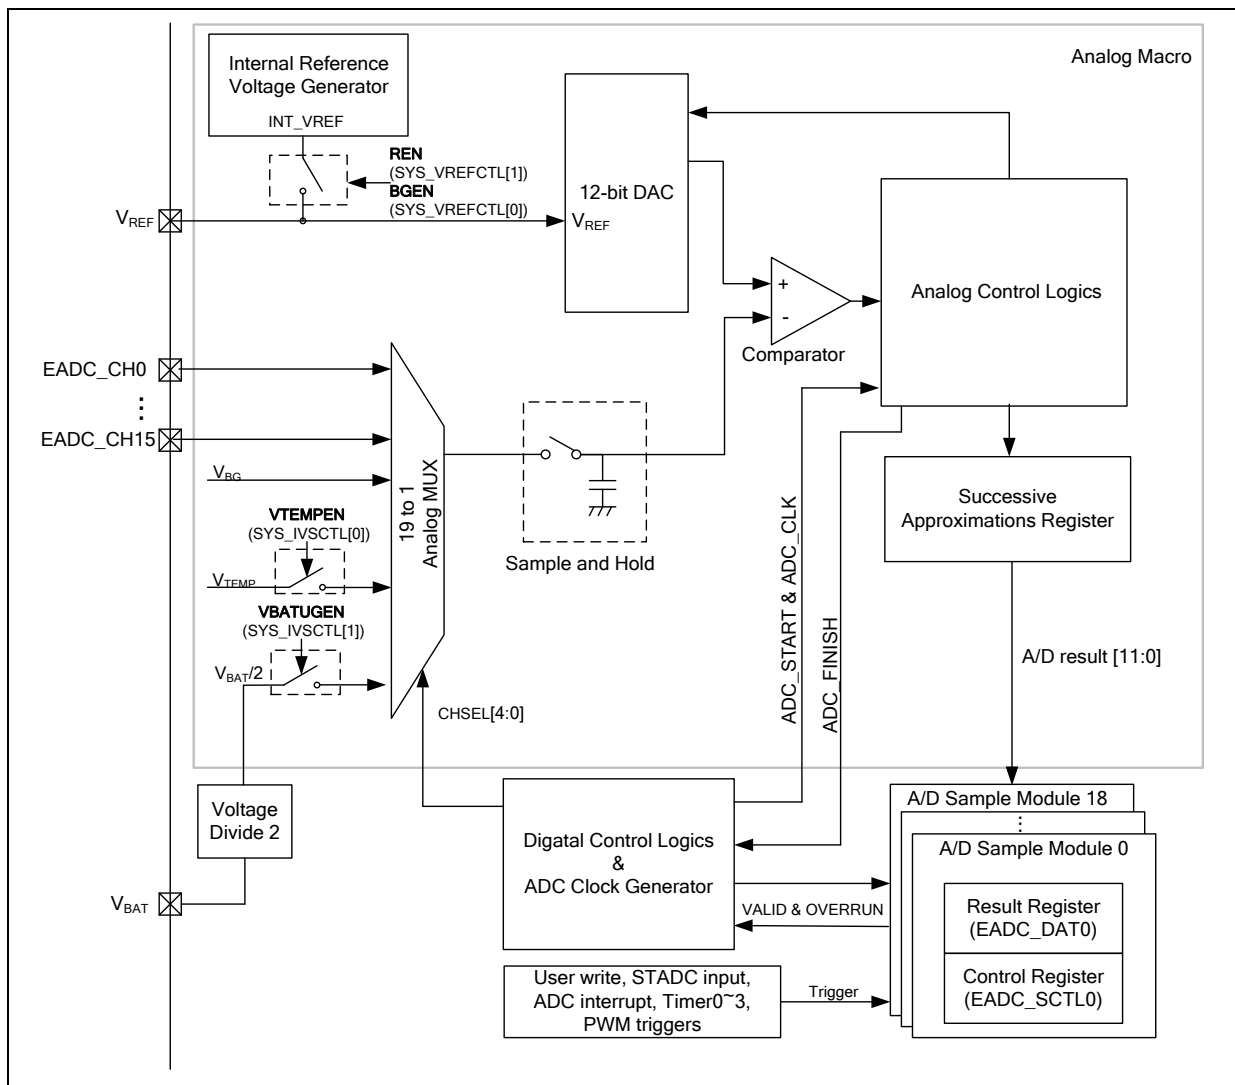 Analog Macro
Internal Reference
Voltage Generator
INT_VREF
REN
(SYS_VREFCTL[1])
BGEN
(SYS_VREFCTL[0])
VREF
12-bit DAC
VREF
Analog Control Logics
+
-
Comparator
EADC_CH0
⋮
EADC_CH15
VBG
VTEMPEN
(SYS_IVSCTL[0])
VTEMP
VBATUGEN
(SYS_IVSCTL[1])
VBAT/2
19 to 1
Analog MUX
Sample and Hold
CHSEL[4:0]
ADC_START & ADC_CLK
ADC_FINISH
Successive
Approximations Register
A/D result [11:0]
Voltage
Divide 2
VBAT
Digatal Control Logics
&
ADC Clock Generator
VALID & OVERRUN
A/D Sample Module 18
⋮
A/D Sample Module 0
Result Register
(EADC_DAT0)
Control Register
(EADC_SCTL0)
User write, STADC input,
ADC interrupt, Timer0~3,
PWM triggers
Trigger